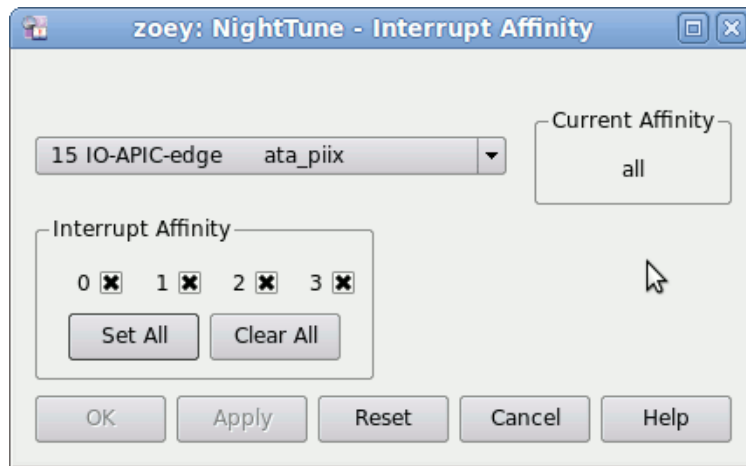 zoey: NightTune - Interrupt Affinity
Current Affinity
15 IO-APIC-edge ata_piix
all
Interrupt Affinity
0 1 2 3
Set All Clear All
OK Apply Reset Cancel Help